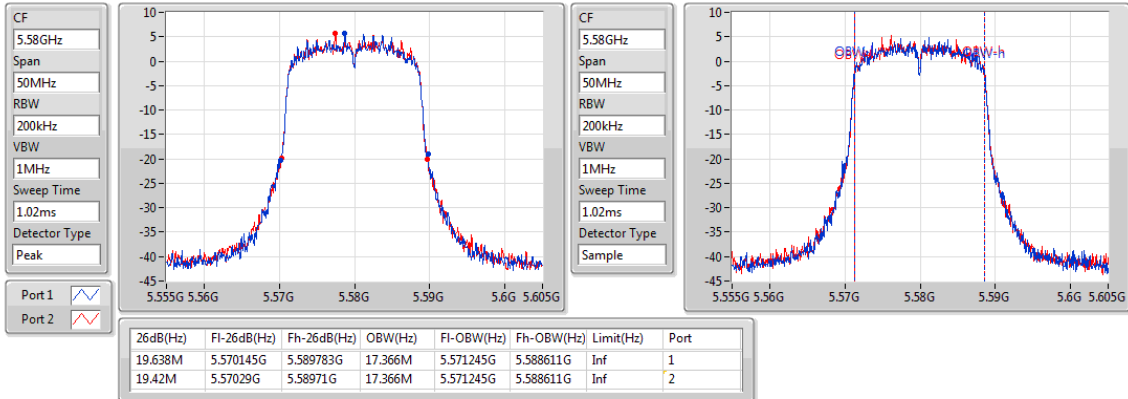 CF
5.58GHz
Span
50MHz
RBW
200kHz
VBW
1MHz
Sweep Time
1.02ms
Detector Type
Peak
Port 1
Port 2
10
5
0
-5
-10
-15
-20
-25
-30
-35
-40
-45
5.555G 5.56G 5.57G 5.58G 5.59G 5.6G 5.605G
CF
5.58GHz
Span
50MHz
RBW
200kHz
VBW
1MHz
Sweep Time
1.02ms
Detector Type
Sample
10
5
0
-5
-10
-15
-20
-25
-30
-35
-40
-45
OBW-h
5.555G 5.56G 5.57G 5.58G 5.59G 5.6G 5.605G
26dB(Hz) Fl-26dB(Hz) Fh-26dB(Hz) OBW(Hz) Fl-OBW(Hz) Fh-OBW(Hz) Limit(Hz) Port
19.638M 5.570145G 5.589783G 17.366M 5.571245G 5.588611G Inf 1
19.42M 5.57029G 5.58971G 17.366M 5.571245G 5.588611G Inf 2